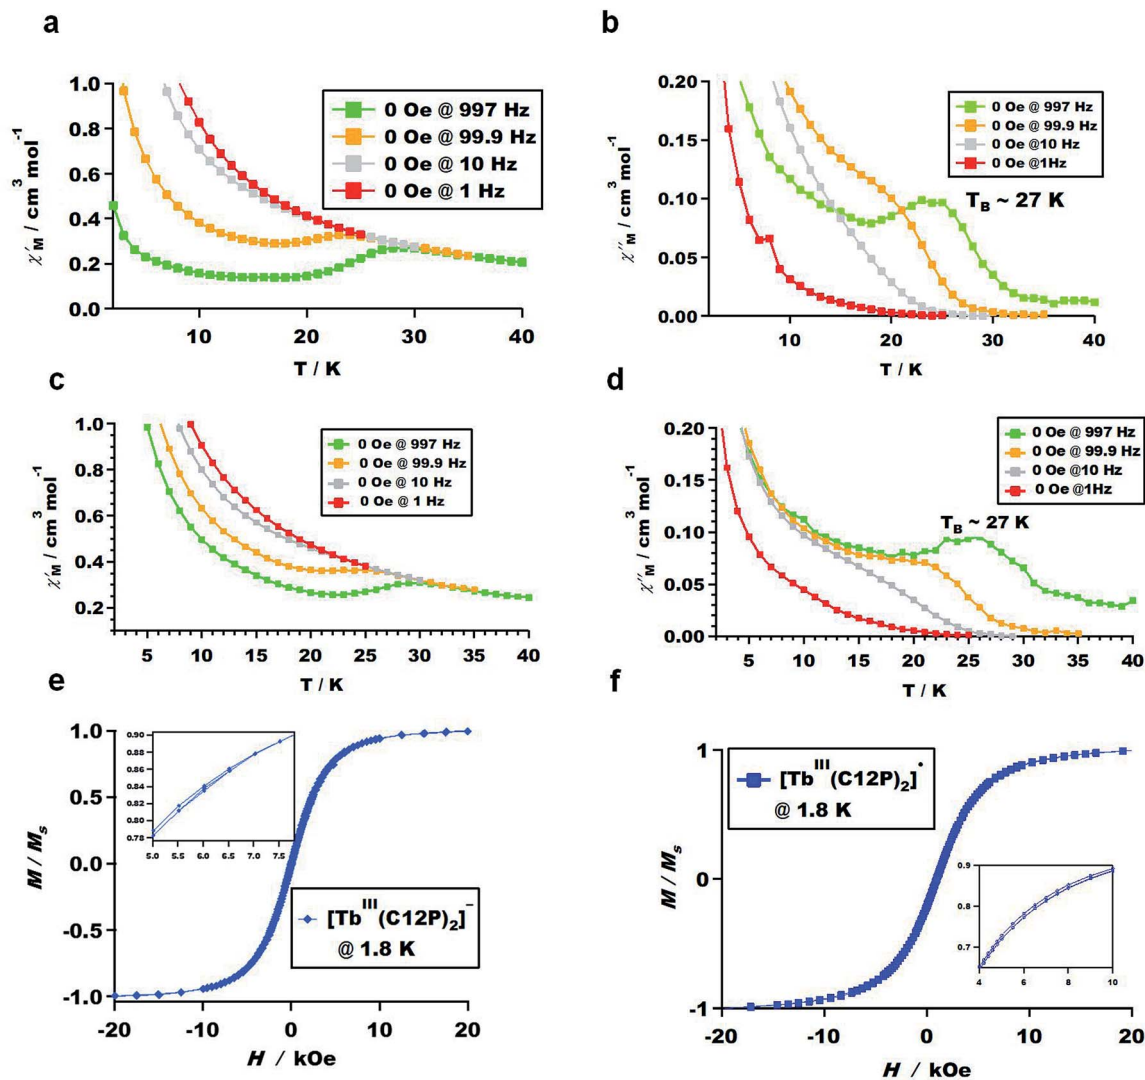 a
1.0
0.8
0.6
0.4
0.2
0.0
χ′M / cm³ mol⁻¹
0 Oe @ 997 Hz
0 Oe @ 99.9 Hz
0 Oe @ 10 Hz
0 Oe @ 1 Hz
10 20 30 40
T / K
b
0.20
0.15
0.10
0.05
0.00
χ″M / cm³ mol⁻¹
0 Oe @ 997 Hz
0 Oe @ 99.9 Hz
0 Oe @10 Hz
0 Oe @1Hz
TB ~ 27 K
10 20 30 40
T / K
c
1.0
0.8
0.6
0.4
0.2
χ′M / cm³ mol⁻¹
0 Oe @ 997 Hz
0 Oe @ 99.9 Hz
0 Oe @ 10 Hz
0 Oe @ 1 Hz
5 10 15 20 25 30 35 40
T / K
d
0.20
0.15
0.10
0.05
0.00
χ″M / cm³ mol⁻¹
0 Oe @ 997 Hz
0 Oe @ 99.9 Hz
0 Oe @10 Hz
0 Oe @1Hz
TB ~ 27 K
5 10 15 20 25 30 35 40
T / K
e
1.0
0.5
0.0
-0.5
-1.0
M / Ms
0.90
0.88
0.86
0.84
0.82
0.80
0.78
5.0 5.5 6.0 6.5 7.0 7.5
[Tbᴵᴵᴵ(C12P)₂]⁻
@ 1.8 K
-20 -10 0 10 20
H / kOe
f
1
0
-1
M / Ms
[Tbᴵᴵᴵ(C12P)₂]•
@ 1.8 K
0.9
0.8
0.7
4 6 8 10
-20 -10 0 10 20
H / kOe